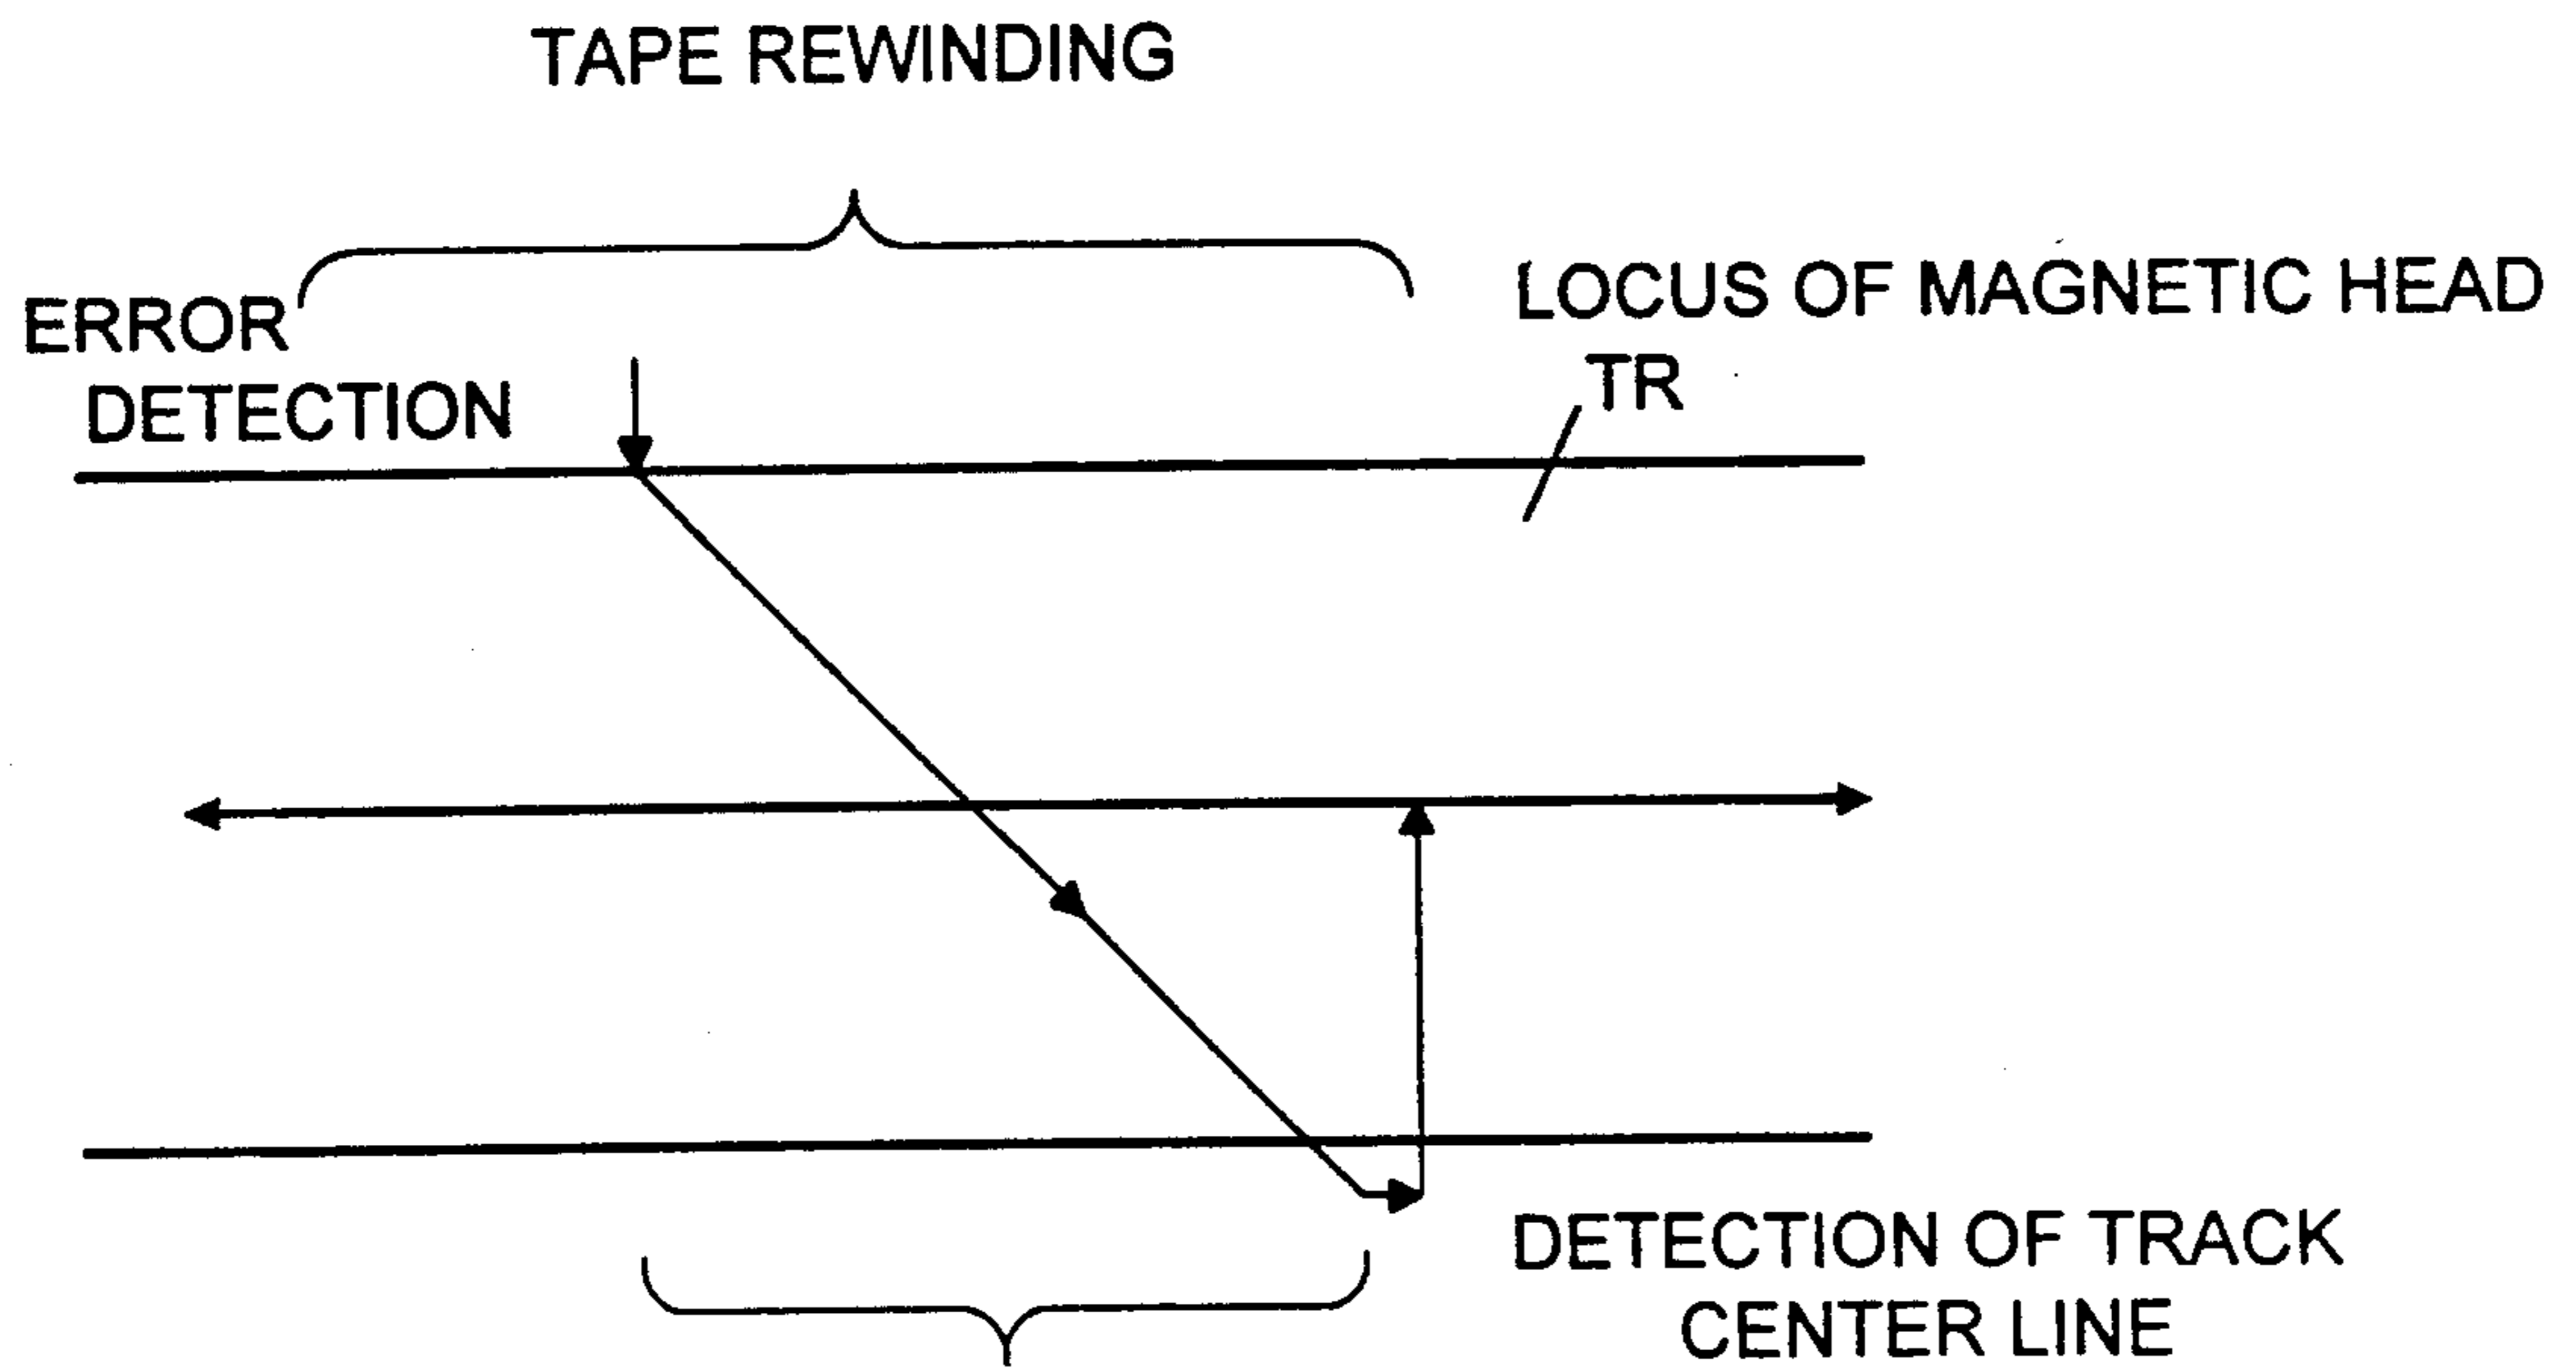 TAPE REWINDING
ERROR
DETECTION
LOCUS OF MAGNETIC HEAD
TR
DETECTION OF TRACK
CENTER LINE